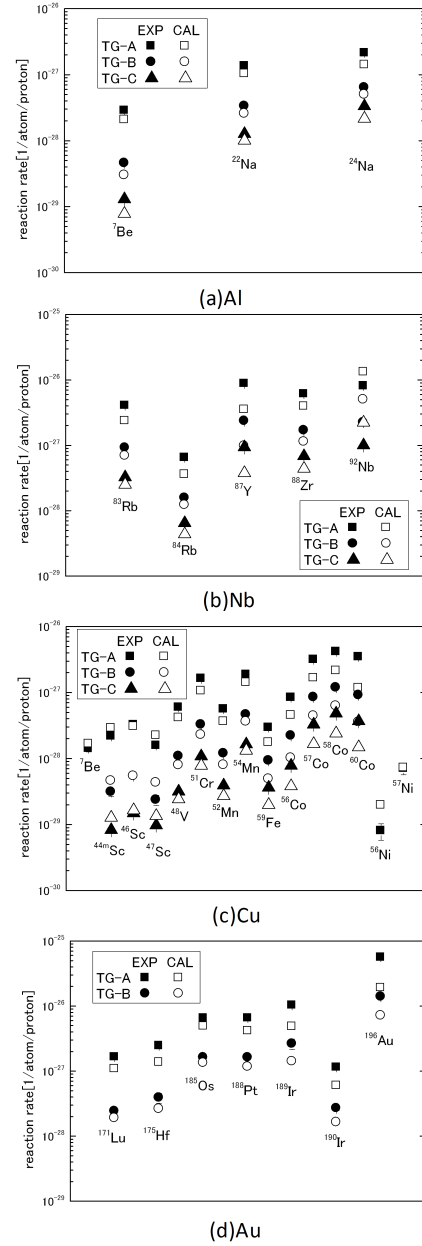 EXP CAL
TG-A
TG-B
TG-C
reaction rate[1/atom/proton]
10⁻²⁶
10⁻²⁷
10⁻²⁸
10⁻²⁹
10⁻³⁰
⁷Be
²²Na
²⁴Na
(a)Al
reaction rate[1/atom/proton]
10⁻²⁵
10⁻²⁶
10⁻²⁷
10⁻²⁸
10⁻²⁹
⁸³Rb
⁸⁴Rb
⁸⁷Y
⁸⁸Zr
⁹²Nb
EXP CAL
TG-A
TG-B
TG-C
(b)Nb
EXP CAL
TG-A
TG-B
TG-C
reaction rate[1/atom/proton]
10⁻²⁶
10⁻²⁷
10⁻²⁸
10⁻²⁹
10⁻³⁰
⁷Be
⁴⁴ᵐSc
⁴⁶Sc
⁴⁷Sc
⁴⁸V
⁵¹Cr
⁵²Mn
⁵⁴Mn
⁵⁹Fe
⁵⁶Co
⁵⁷Co
⁵⁸Co
⁶⁰Co
⁵⁶Ni
⁵⁷Ni
(c)Cu
EXP CAL
TG-A
TG-B
reaction rate[1/atom/proton]
10⁻²⁵
10⁻²⁶
10⁻²⁷
10⁻²⁸
10⁻²⁹
¹⁷¹Lu
¹⁷⁵Hf
¹⁸⁵Os
¹⁸⁸Pt
¹⁸⁹Ir
¹⁹⁰Ir
¹⁹⁶Au
(d)Au